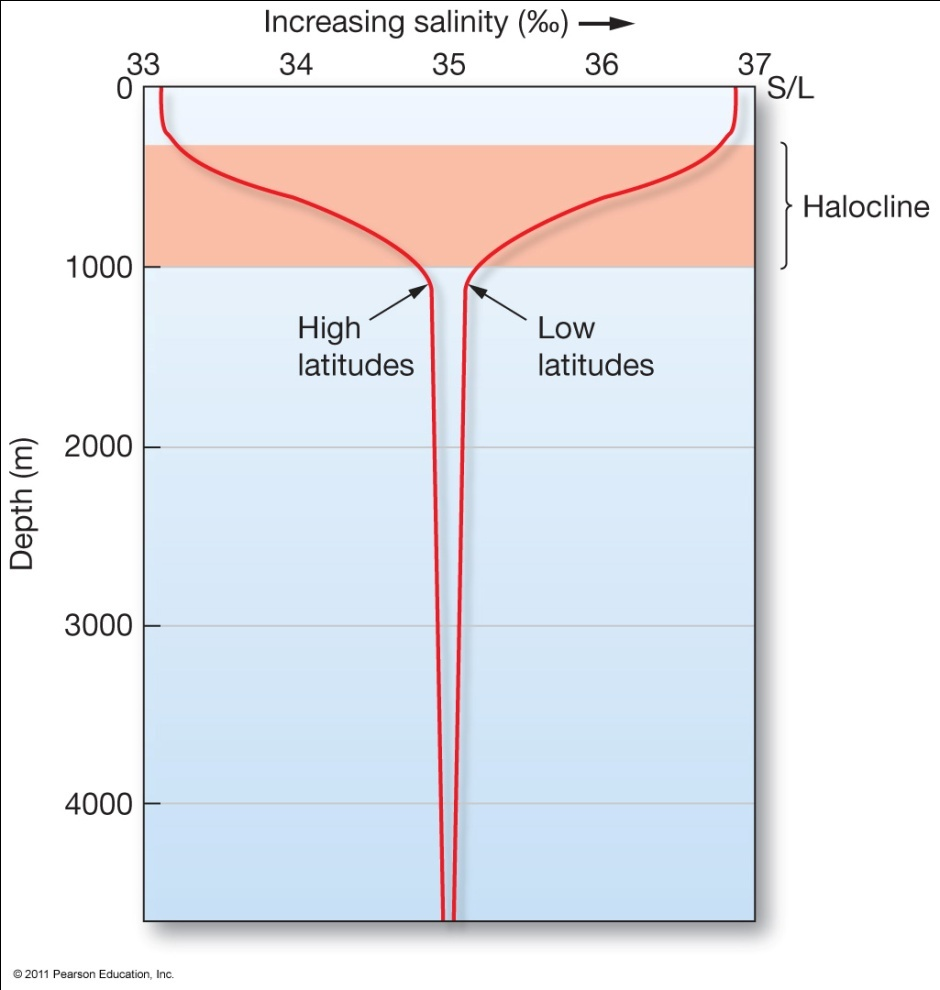 Increasing salinity (‰)
33 34 35 36 37
0 S/L
Halocline
1000
High
latitudes
Low
latitudes
Depth (m)
2000
3000
4000
© 2011 Pearson Education, Inc.